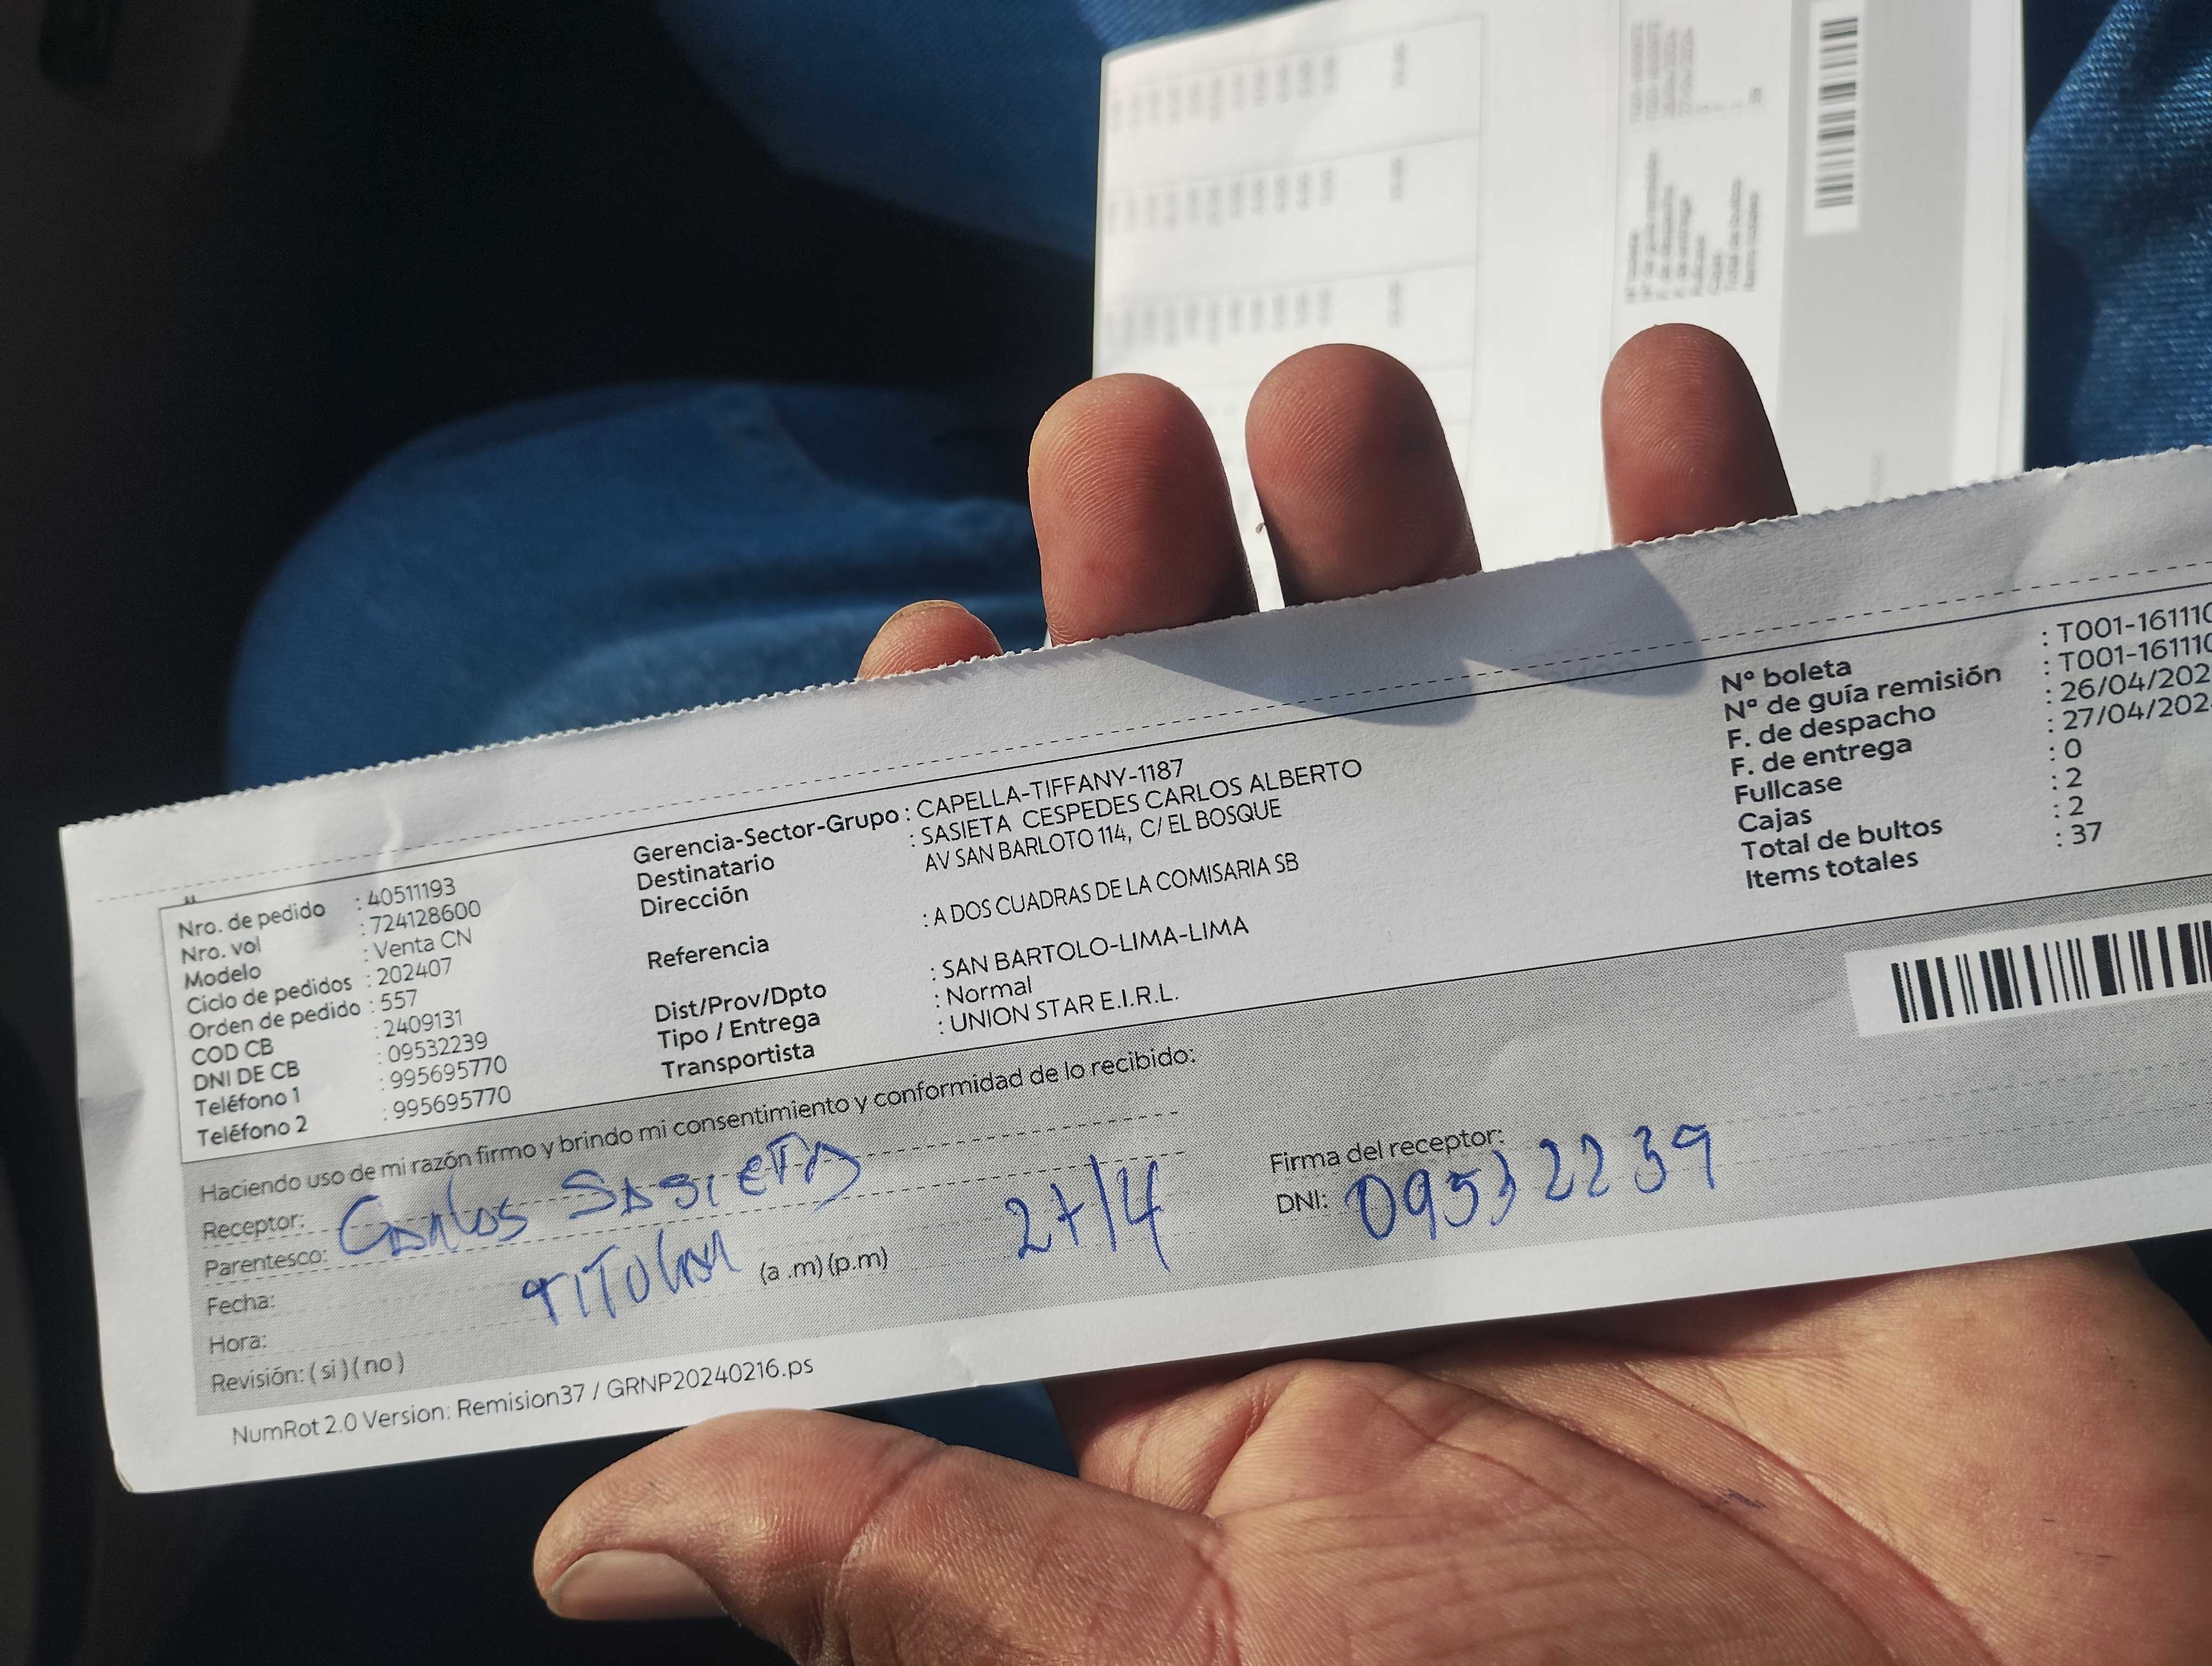 Nro. de pedido : 40511193
Nro. vol : 724128600
Modelo : Venta CN
Ciclo de pedidos : 202407
Orden de pedido : 557
COD CB : 2409131
DNI DE CB : 09532239
Teléfono 1 : 995695770
Teléfono 2 : 995695770
Gerencia-Sector-Grupo : CAPELLA-TIFFANY-1187
Destinatario : SASIETA CESPEDES CARLOS ALBERTO
Dirección AV SAN BARLOTO 114, C/ EL BOSQUE
Referencia : A DOS CUADRAS DE LA COMISARIA SB
Dist/Prov/Dpto : SAN BARTOLO-LIMA-LIMA
Tipo / Entrega : Normal
Transportista : UNION STAR E.I.R.L.
Nº boleta : T001-161110
Nº de guía remisión : T001-161110
F. de despacho : 26/04/202
F. de entrega : 27/04/202
Fullcase : 0
Cajas : 2
Total de bultos : 2
Items totales : 37
Haciendo uso de mi razón firmo y brindo mi consentimiento y conformidad de lo recibido:
Receptor: Carlos SASIETA
Parentesco: TITULAR
Fecha: 27/4
Hora: (a .m) (p.m)
Revisión: ( si ) ( no )
Firma del receptor:
DNI: 09532239
NumRot 2.0 Version: Remision37 / GRNP20240216.ps